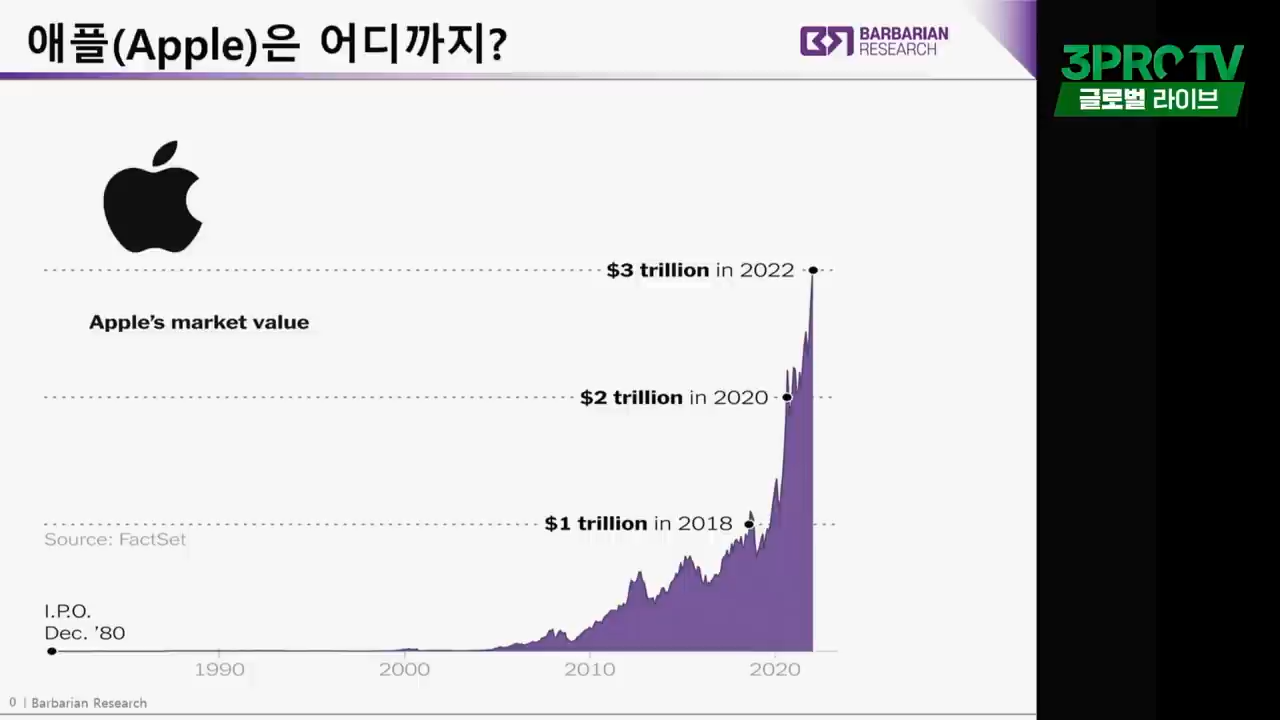 애플(Apple)은 어디까지?
BARBARIAN
RESEARCH
3PROTV
글로벌 라이브
$3 trillion in 2022
Apple’s market value
$2 trillion in 2020
$1 trillion in 2018
Source: FactSet
I.P.O.
Dec. ’80
1990 2000 2010 2020
0 | Barbarian Research